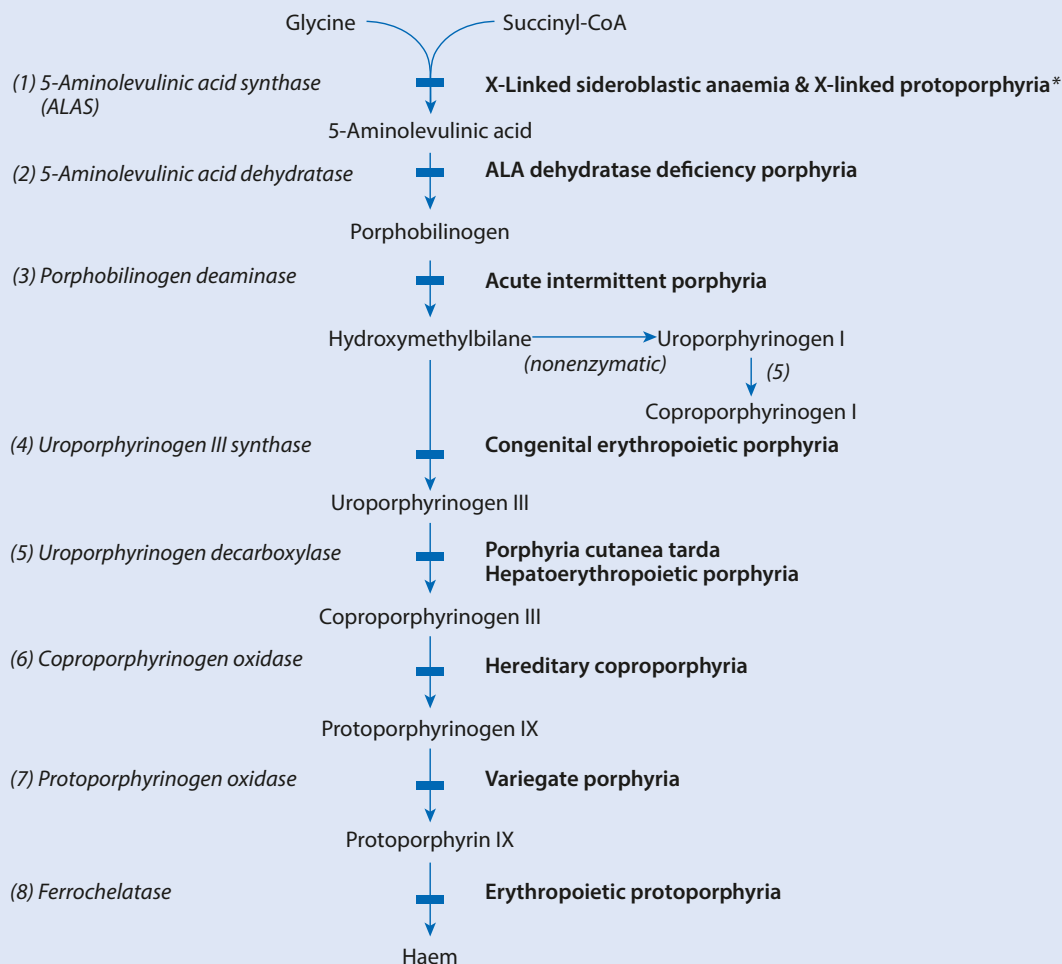 Glycine Succinyl-CoA
(1) 5-Aminolevulinic acid synthase
(ALAS)
X-Linked sideroblastic anaemia & X-linked protoporphyria*
5-Aminolevulinic acid
(2) 5-Aminolevulinic acid dehydratase
ALA dehydratase deficiency porphyria
Porphobilinogen
(3) Porphobilinogen deaminase
Acute intermittent porphyria
Hydroxymethylbilane
(nonenzymatic)
Uroporphyrinogen I
(5)
Coproporphyrinogen I
(4) Uroporphyrinogen III synthase
Congenital erythropoietic porphyria
Uroporphyrinogen III
(5) Uroporphyrinogen decarboxylase
Porphyria cutanea tarda
Hepatoerythropoietic porphyria
Coproporphyrinogen III
(6) Coproporphyrinogen oxidase
Hereditary coproporphyria
Protoporphyrinogen IX
(7) Protoporphyrinogen oxidase
Variegate porphyria
Protoporphyrin IX
(8) Ferrochelatase
Erythropoietic protoporphyria
Haem